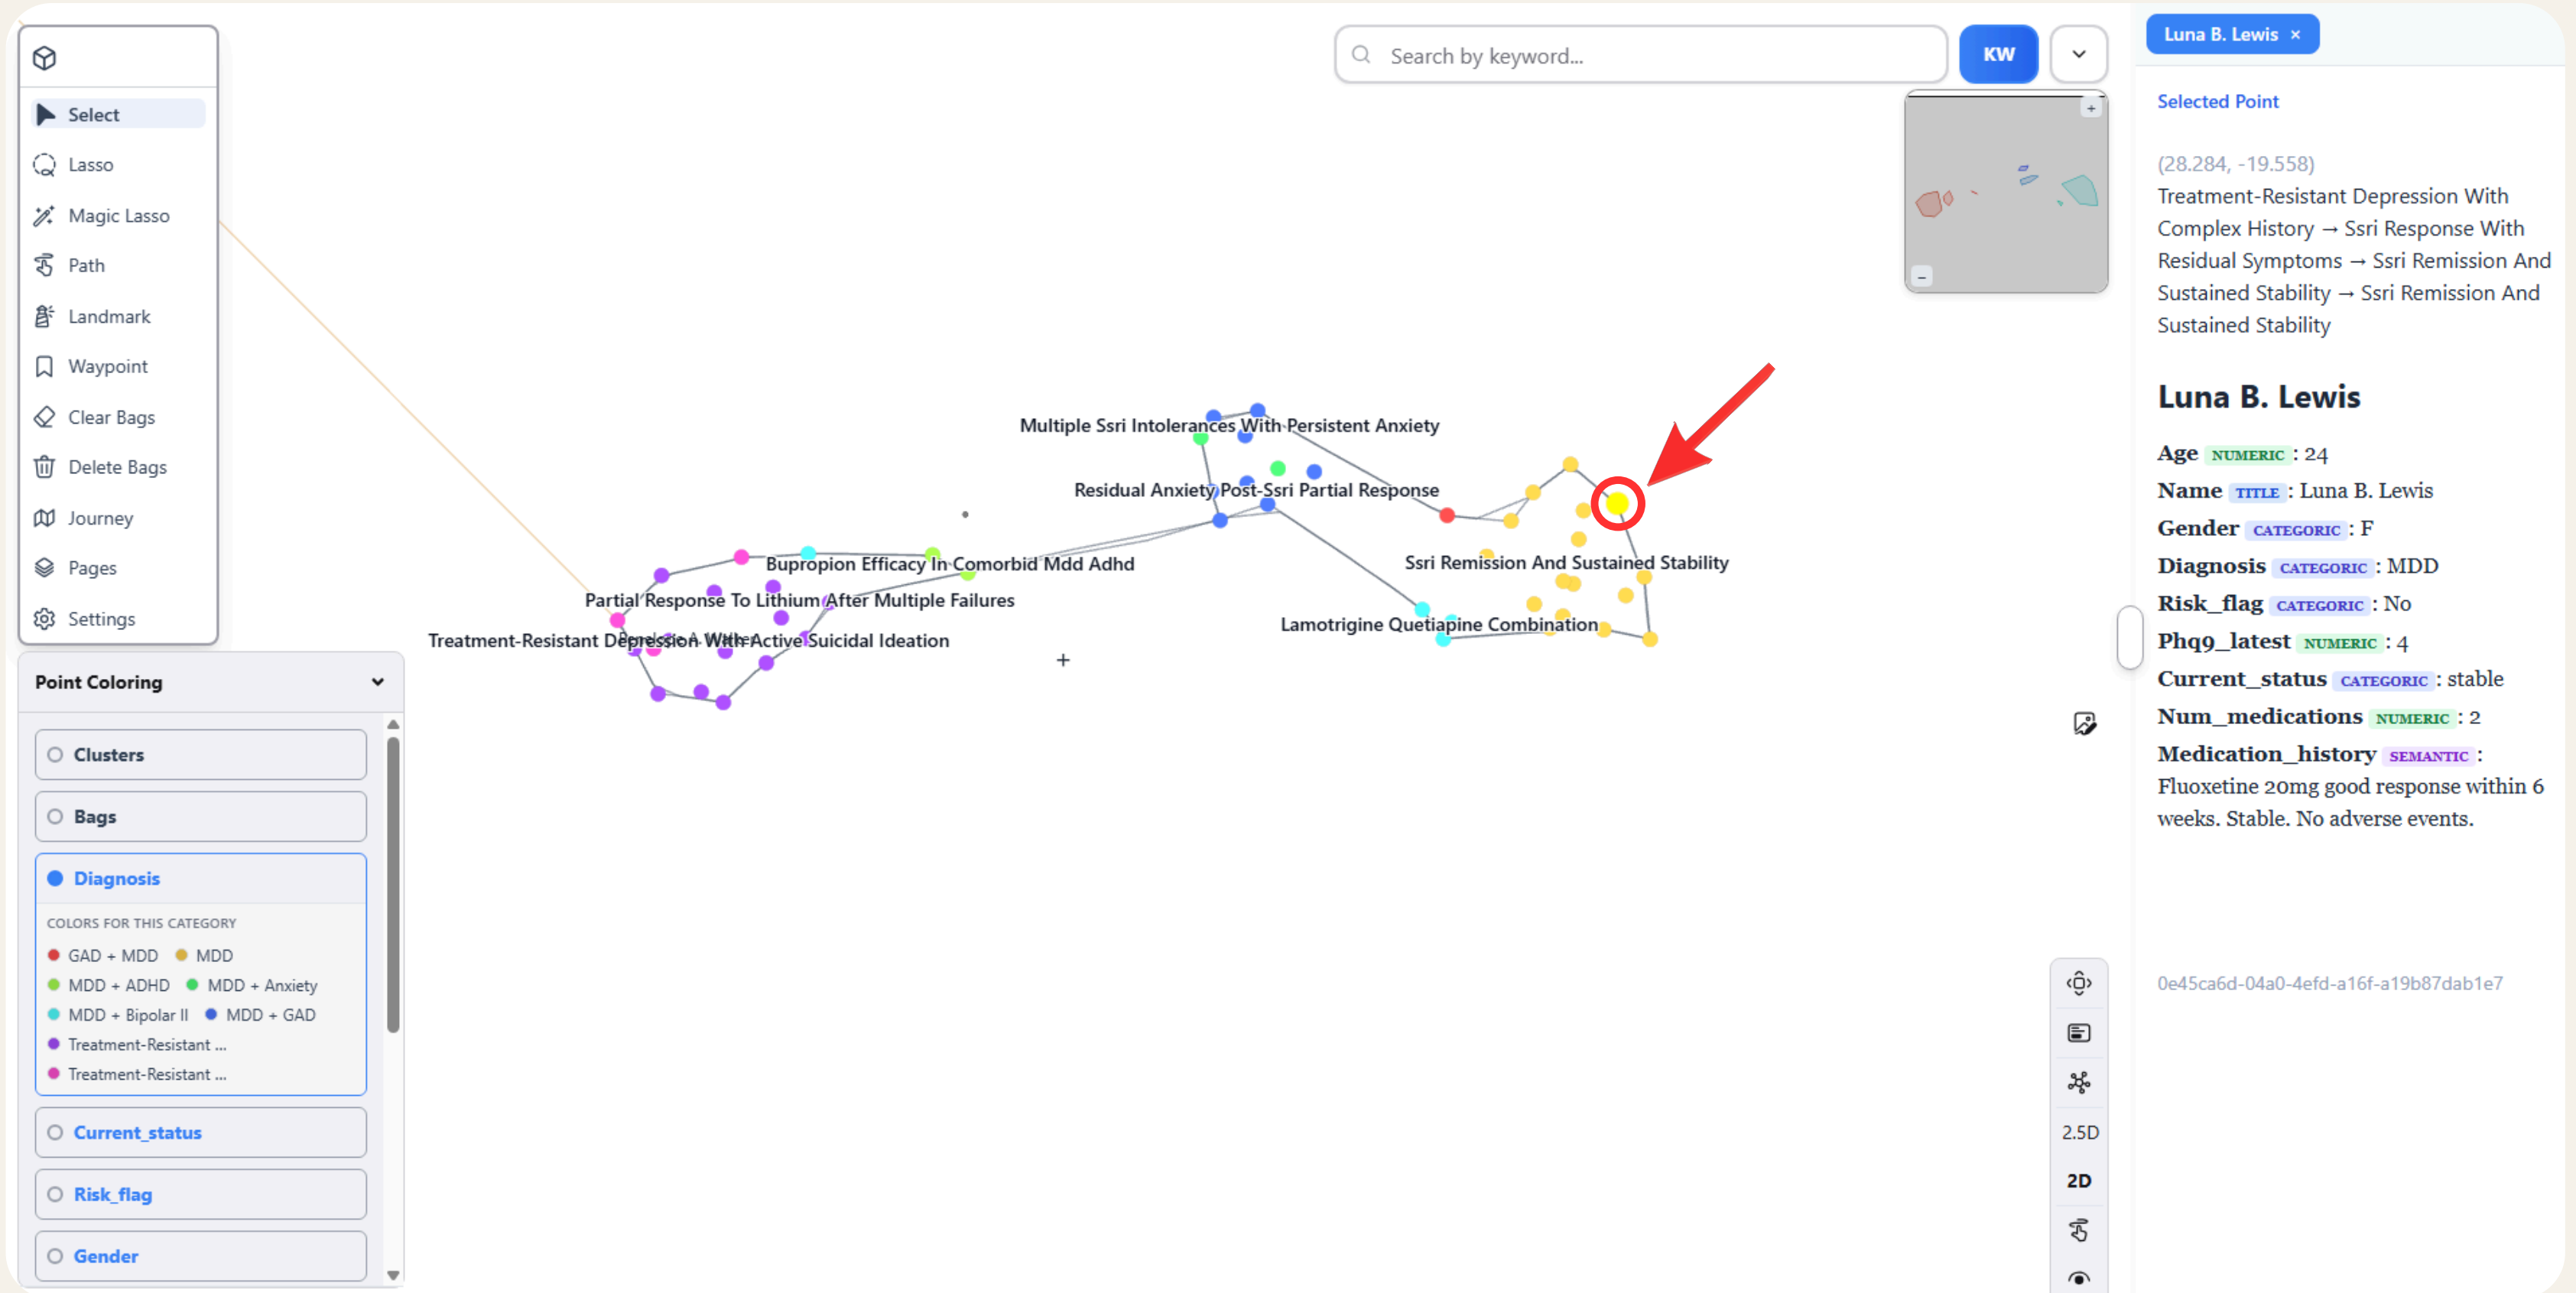 Select
Lasso
Magic Lasso
Path
Landmark
Waypoint
Clear Bags
Delete Bags
Journey
Pages
Settings
Point Coloring
Clusters
Bags
Diagnosis
COLORS FOR THIS CATEGORY
GAD + MDD MDD
MDD + ADHD MDD + Anxiety
MDD + Bipolar II MDD + GAD
Treatment-Resistant ...
Treatment-Resistant ...
Current_status
Risk_flag
Gender
Search by keyword...
KW
+
−
Multiple Ssri Intolerances With Persistent Anxiety
Residual Anxiety Post-Ssri Partial Response
Bupropion Efficacy In Comorbid Mdd Adhd
Ssri Remission And Sustained Stability
Partial Response To Lithium After Multiple Failures
Lamotrigine Quetiapine Combination
Treatment-Resistant Depression With Active Suicidal Ideation
2.5D
2D
Luna B. Lewis ×
Selected Point
(28.284, -19.558)
Treatment-Resistant Depression With
Complex History → Ssri Response With
Residual Symptoms → Ssri Remission And
Sustained Stability → Ssri Remission And
Sustained Stability
Luna B. Lewis
Age NUMERIC : 24
Name TITLE : Luna B. Lewis
Gender CATEGORIC : F
Diagnosis CATEGORIC : MDD
Risk_flag CATEGORIC : No
Phq9_latest NUMERIC : 4
Current_status CATEGORIC : stable
Num_medications NUMERIC : 2
Medication_history SEMANTIC :
Fluoxetine 20mg good response within 6
weeks. Stable. No adverse events.
0e45ca6d-04a0-4efd-a16f-a19b87dab1e7